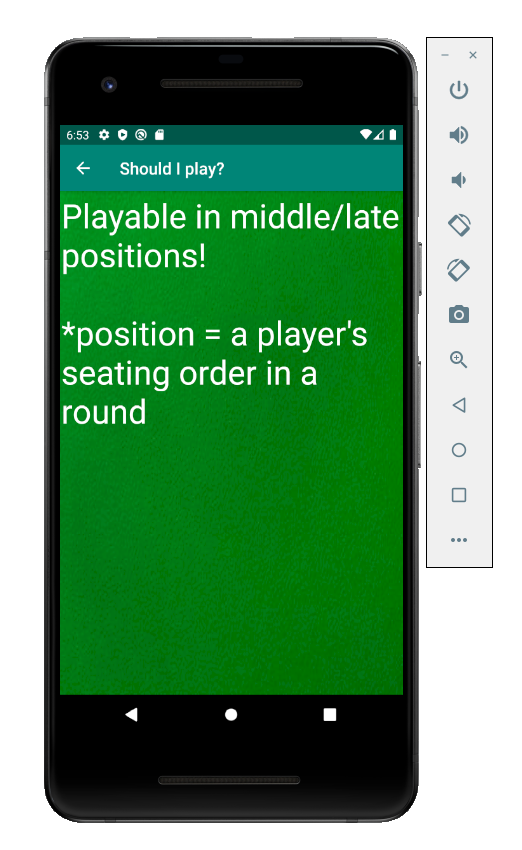 6:53
Should I play?
Playable in middle/late
positions!
*position = a player's
seating order in a
round